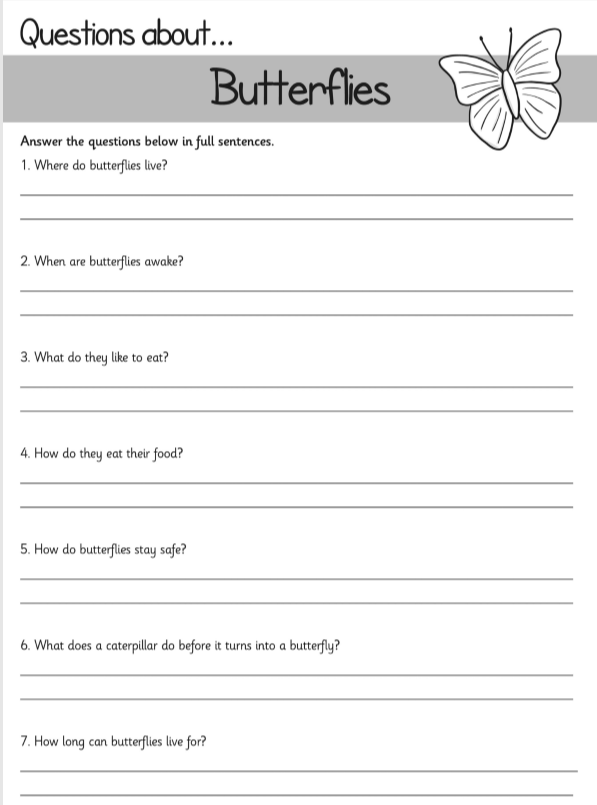 Questions about...
Butterflies
Answer the questions below in full sentences.
1. Where do butterflies live?
2. When are butterflies awake?
3. What do they like to eat?
4. How do they eat their food?
5. How do butterflies stay safe?
6. What does a caterpillar do before it turns into a butterfly?
7. How long can butterflies live for?